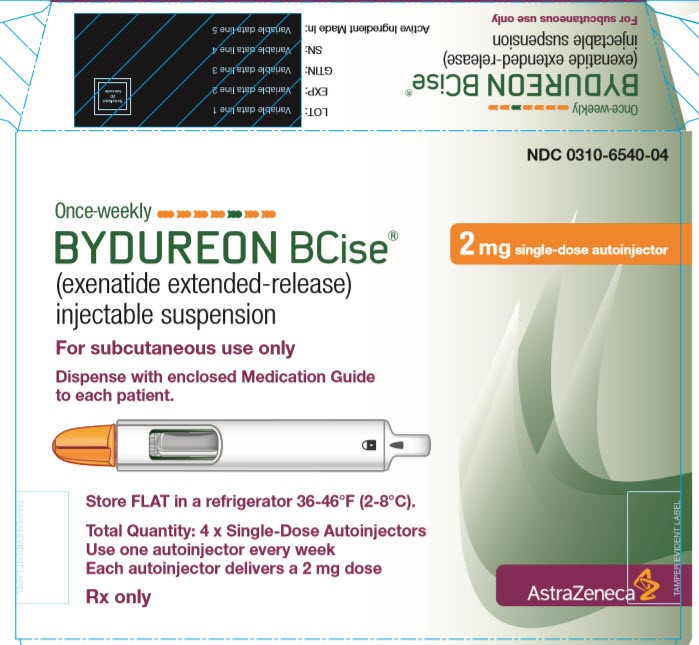 Active Ingredient Made In:
Variable data line 5
SN:
Variable data line 4
GTIN:
Variable data line 3
EXP:
Variable data line 2
LOT:
Variable data line 1
Once-weekly
BYDUREON BCise®
(exenatide extended-release)
injectable suspension
For subcutaneous use only
NDC 0310-6540-04
Once-weekly
BYDUREON BCise®
2 mg single-dose autoinjector
(exenatide extended-release)
injectable suspension
For subcutaneous use only
Dispense with enclosed Medication Guide
to each patient.
Store FLAT in a refrigerator 36-46°F (2-8°C).
Total Quantity: 4 x Single-Dose Autoinjectors
Use one autoinjector every week
Each autoinjector delivers a 2 mg dose
Rx only
AstraZeneca
TAMPER EVIDENT LABEL
TAMPER EVIDENT LABEL